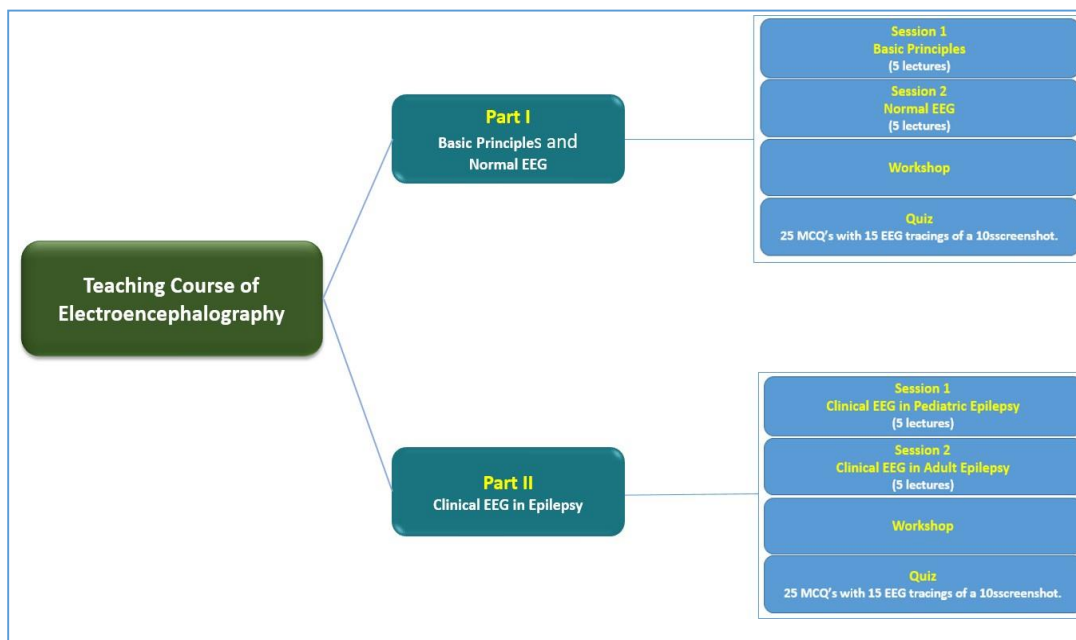 Teaching Course of
Electroencephalography
Part I
Basic Principles and
Normal EEG
Session 1
Basic Principles
(5 lectures)
Session 2
Normal EEG
(5 lectures)
Workshop
Quiz
25 MCQ's with 15 EEG tracings of a 10sscreenshot.
Part II
Clinical EEG in Epilepsy
Session 1
Clinical EEG in Pediatric Epilepsy
(5 lectures)
Session 2
Clinical EEG in Adult Epilepsy
(5 lectures)
Workshop
Quiz
25 MCQ's with 15 EEG tracings of a 10sscreenshot.